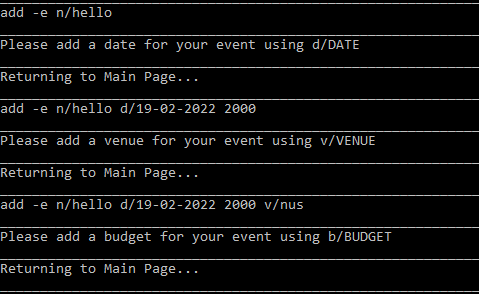 add -e n/hello
Please add a date for your event using d/DATE
Returning to Main Page...
add -e n/hello d/19-02-2022 2000
Please add a venue for your event using v/VENUE
Returning to Main Page...
add -e n/hello d/19-02-2022 2000 v/nus
Please add a budget for your event using b/BUDGET
Returning to Main Page...